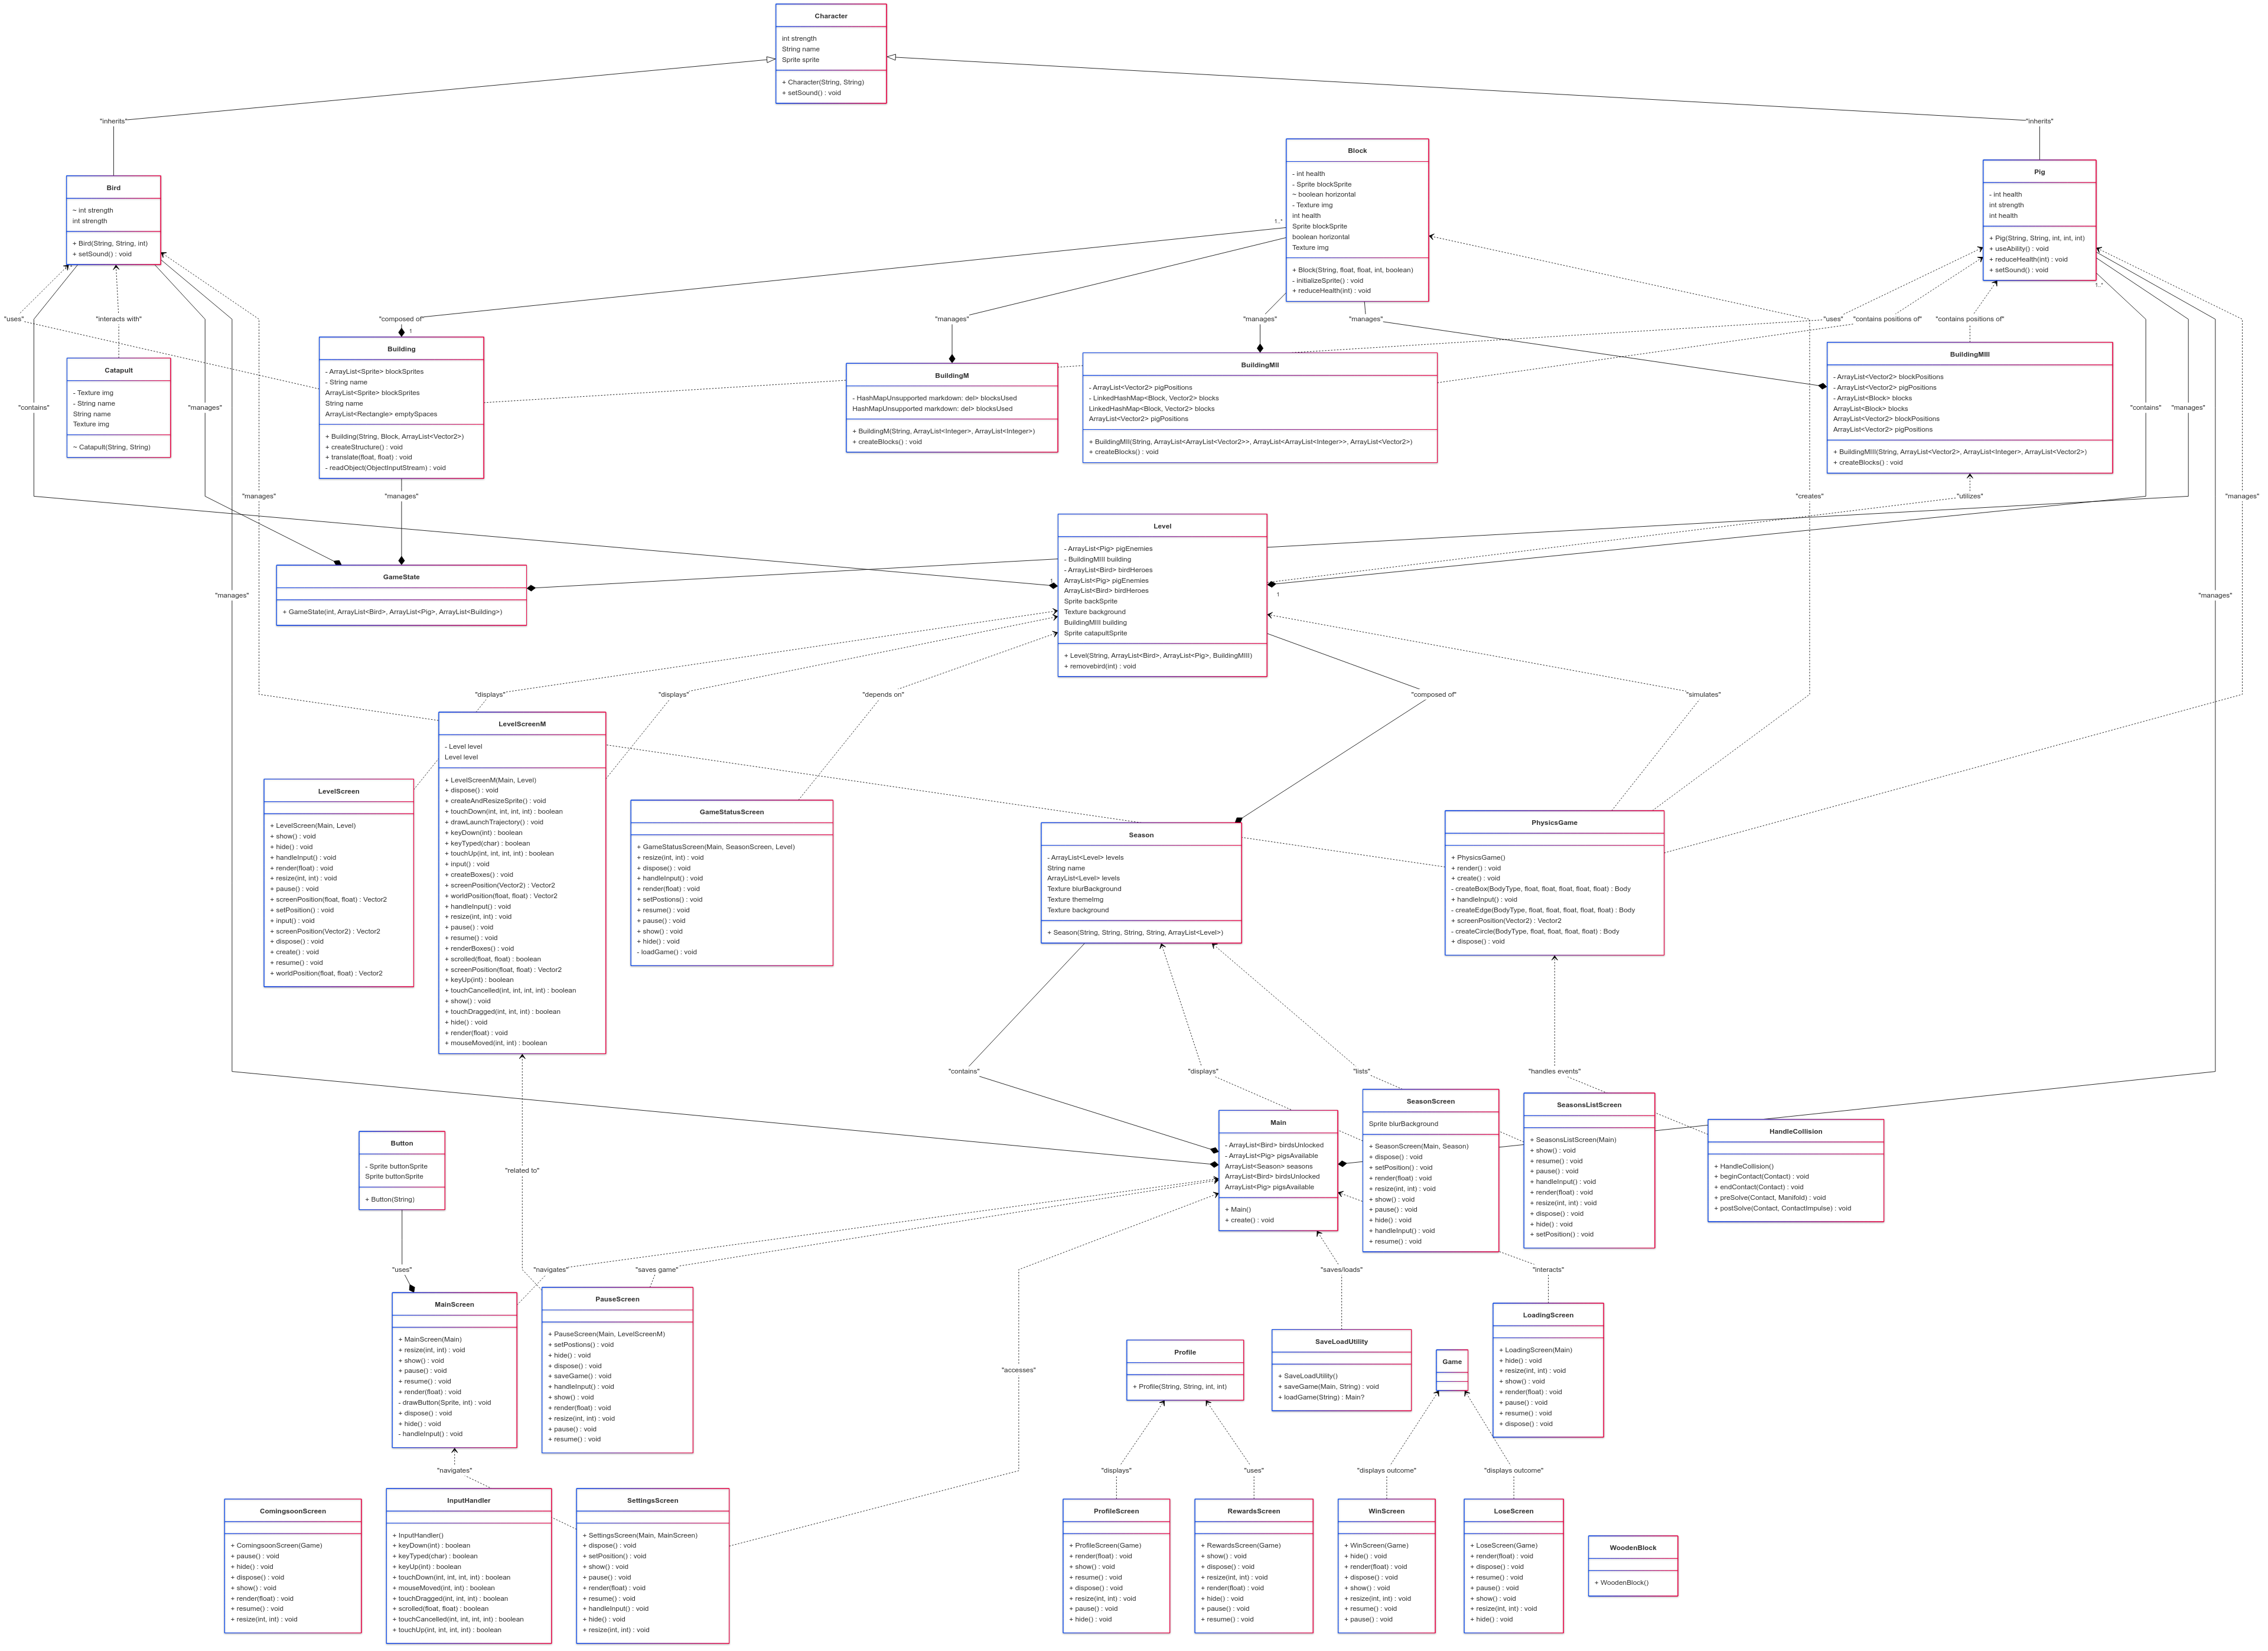 Character
int strength
String name
Sprite sprite
+ Character(String, String)
+ setSound() : void
"inherits"
"inherits"
Bird
~ int strength
int strength
+ Bird(String, String, int)
+ setSound() : void
Block
- int health
- Sprite blockSprite
~ boolean horizontal
- Texture img
int health
Sprite blockSprite
boolean horizontal
Texture img
+ Block(String, float, float, int, boolean)
- initializeSprite() : void
+ reduceHealth(int) : void
1..*
Pig
- int health
int strength
int health
+ Pig(String, String, int, int, int)
+ useAbility() : void
+ reduceHealth(int) : void
+ setSound() : void
1..*
"uses"
"interacts with"
"composed of"
1
"manages"
"manages"
"manages"
"uses"
"contains positions of"
"contains positions of"
Catapult
- Texture img
- String name
String name
Texture img
~ Catapult(String, String)
Building
- ArrayList<Sprite> blockSprites
- String name
ArrayList<Sprite> blockSprites
String name
ArrayList<Rectangle> emptySpaces
+ Building(String, Block, ArrayList<Vector2>)
+ createStructure() : void
+ translate(float, float) : void
- readObject(ObjectInputStream) : void
BuildingM
- HashMapUnsupported markdown: del> blocksUsed
HashMapUnsupported markdown: del> blocksUsed
+ BuildingM(String, ArrayList<Integer>, ArrayList<Integer>)
+ createBlocks() : void
BuildingMII
- ArrayList<Vector2> pigPositions
- LinkedHashMap<Block, Vector2> blocks
LinkedHashMap<Block, Vector2> blocks
ArrayList<Vector2> pigPositions
+ BuildingMII(String, ArrayList<ArrayList<Vector2>>, ArrayList<ArrayList<Integer>>, ArrayList<Vector2>)
+ createBlocks() : void
BuildingMIII
- ArrayList<Vector2> blockPositions
- ArrayList<Vector2> pigPositions
- ArrayList<Block> blocks
ArrayList<Block> blocks
ArrayList<Vector2> blockPositions
ArrayList<Vector2> pigPositions
+ BuildingMIII(String, ArrayList<Vector2>, ArrayList<Integer>, ArrayList<Vector2>)
+ createBlocks() : void
"contains"
"manages"
"contains"
"manages"
"manages"
"manages"
"creates"
"utilizes"
"manages"
GameState
+ GameState(int, ArrayList<Bird>, ArrayList<Pig>, ArrayList<Building>)
Level
- ArrayList<Pig> pigEnemies
- BuildingMIII building
- ArrayList<Bird> birdHeroes
ArrayList<Pig> pigEnemies
ArrayList<Bird> birdHeroes
Sprite backSprite
Texture background
BuildingMIII building
Sprite catapultSprite
+ Level(String, ArrayList<Bird>, ArrayList<Pig>, BuildingMIII)
+ removebird(int) : void
1
"manages"
"manages"
"displays"
"displays"
"depends on"
"composed of"
"simulates"
LevelScreen
+ LevelScreen(Main, Level)
+ show() : void
+ hide() : void
+ handleInput() : void
+ render(float) : void
+ resize(int, int) : void
+ pause() : void
+ screenPosition(float, float) : Vector2
+ setPosition() : void
+ input() : void
+ screenPosition(Vector2) : Vector2
+ dispose() : void
+ create() : void
+ resume() : void
+ worldPosition(float, float) : Vector2
LevelScreenM
- Level level
Level level
+ LevelScreenM(Main, Level)
+ dispose() : void
+ createAndResizeSprite() : void
+ touchDown(int, int, int, int) : boolean
+ drawLaunchTrajectory() : void
+ keyDown(int) : boolean
+ keyTyped(char) : boolean
+ touchUp(int, int, int, int) : boolean
+ input() : void
+ createBoxes() : void
+ screenPosition(Vector2) : Vector2
+ worldPosition(float, float) : Vector2
+ handleInput() : void
+ resize(int, int) : void
+ pause() : void
+ resume() : void
+ renderBoxes() : void
+ scrolled(float, float) : boolean
+ screenPosition(float, float) : Vector2
+ keyUp(int) : boolean
+ touchCancelled(int, int, int, int) : boolean
+ show() : void
+ touchDragged(int, int, int) : boolean
+ hide() : void
+ render(float) : void
+ mouseMoved(int, int) : boolean
GameStatusScreen
+ GameStatusScreen(Main, SeasonScreen, Level)
+ resize(int, int) : void
+ dispose() : void
+ handleInput() : void
+ render(float) : void
+ setPostions() : void
+ resume() : void
+ pause() : void
+ show() : void
+ hide() : void
- loadGame() : void
Season
- ArrayList<Level> levels
String name
ArrayList<Level> levels
Texture blurBackground
Texture themeImg
Texture background
+ Season(String, String, String, String, ArrayList<Level>)
PhysicsGame
+ PhysicsGame()
+ render() : void
+ create() : void
- createBox(BodyType, float, float, float, float, float) : Body
+ handleInput() : void
- createEdge(BodyType, float, float, float, float, float) : Body
+ screenPosition(Vector2) : Vector2
- createCircle(BodyType, float, float, float, float) : Body
+ dispose() : void
"contains"
"displays"
"lists"
"handles events"
Button
- Sprite buttonSprite
Sprite buttonSprite
+ Button(String)
"related to"
Main
- ArrayList<Bird> birdsUnlocked
- ArrayList<Pig> pigsAvailable
ArrayList<Season> seasons
ArrayList<Bird> birdsUnlocked
ArrayList<Pig> pigsAvailable
+ Main()
+ create() : void
SeasonScreen
Sprite blurBackground
+ SeasonScreen(Main, Season)
+ dispose() : void
+ setPosition() : void
+ render(float) : void
+ resize(int, int) : void
+ show() : void
+ pause() : void
+ hide() : void
+ handleInput() : void
+ resume() : void
SeasonsListScreen
+ SeasonsListScreen(Main)
+ show() : void
+ resume() : void
+ pause() : void
+ handleInput() : void
+ render(float) : void
+ resize(int, int) : void
+ dispose() : void
+ hide() : void
+ setPosition() : void
HandleCollision
+ HandleCollision()
+ beginContact(Contact) : void
+ endContact(Contact) : void
+ preSolve(Contact, Manifold) : void
+ postSolve(Contact, ContactImpulse) : void
"uses"
"navigates"
"saves game"
"saves/loads"
"interacts"
MainScreen
+ MainScreen(Main)
+ resize(int, int) : void
+ show() : void
+ pause() : void
+ resume() : void
+ render(float) : void
- drawButton(Sprite, int) : void
+ dispose() : void
+ hide() : void
- handleInput() : void
PauseScreen
+ PauseScreen(Main, LevelScreenM)
+ setPostions() : void
+ hide() : void
+ dispose() : void
+ saveGame() : void
+ handleInput() : void
+ show() : void
+ render(float) : void
+ resize(int, int) : void
+ pause() : void
+ resume() : void
"accesses"
Profile
+ Profile(String, String, int, int)
SaveLoadUtility
+ SaveLoadUtility()
+ saveGame(Main, String) : void
+ loadGame(String) : Main?
Game
LoadingScreen
+ LoadingScreen(Main)
+ hide() : void
+ resize(int, int) : void
+ show() : void
+ render(float) : void
+ pause() : void
+ resume() : void
+ dispose() : void
"navigates"
"displays"
"uses"
"displays outcome"
"displays outcome"
ComingsoonScreen
+ ComingsoonScreen(Game)
+ pause() : void
+ hide() : void
+ dispose() : void
+ show() : void
+ render(float) : void
+ resume() : void
+ resize(int, int) : void
InputHandler
+ InputHandler()
+ keyDown(int) : boolean
+ keyTyped(char) : boolean
+ keyUp(int) : boolean
+ touchDown(int, int, int, int) : boolean
+ mouseMoved(int, int) : boolean
+ touchDragged(int, int, int) : boolean
+ scrolled(float, float) : boolean
+ touchCancelled(int, int, int, int) : boolean
+ touchUp(int, int, int, int) : boolean
SettingsScreen
+ SettingsScreen(Main, MainScreen)
+ dispose() : void
+ setPosition() : void
+ show() : void
+ pause() : void
+ render(float) : void
+ resume() : void
+ handleInput() : void
+ hide() : void
+ resize(int, int) : void
ProfileScreen
+ ProfileScreen(Game)
+ render(float) : void
+ show() : void
+ resume() : void
+ dispose() : void
+ resize(int, int) : void
+ pause() : void
+ hide() : void
RewardsScreen
+ RewardsScreen(Game)
+ show() : void
+ dispose() : void
+ resize(int, int) : void
+ render(float) : void
+ hide() : void
+ pause() : void
+ resume() : void
WinScreen
+ WinScreen(Game)
+ hide() : void
+ render(float) : void
+ dispose() : void
+ show() : void
+ resize(int, int) : void
+ resume() : void
+ pause() : void
LoseScreen
+ LoseScreen(Game)
+ render(float) : void
+ dispose() : void
+ resume() : void
+ pause() : void
+ show() : void
+ resize(int, int) : void
+ hide() : void
WoodenBlock
+ WoodenBlock()